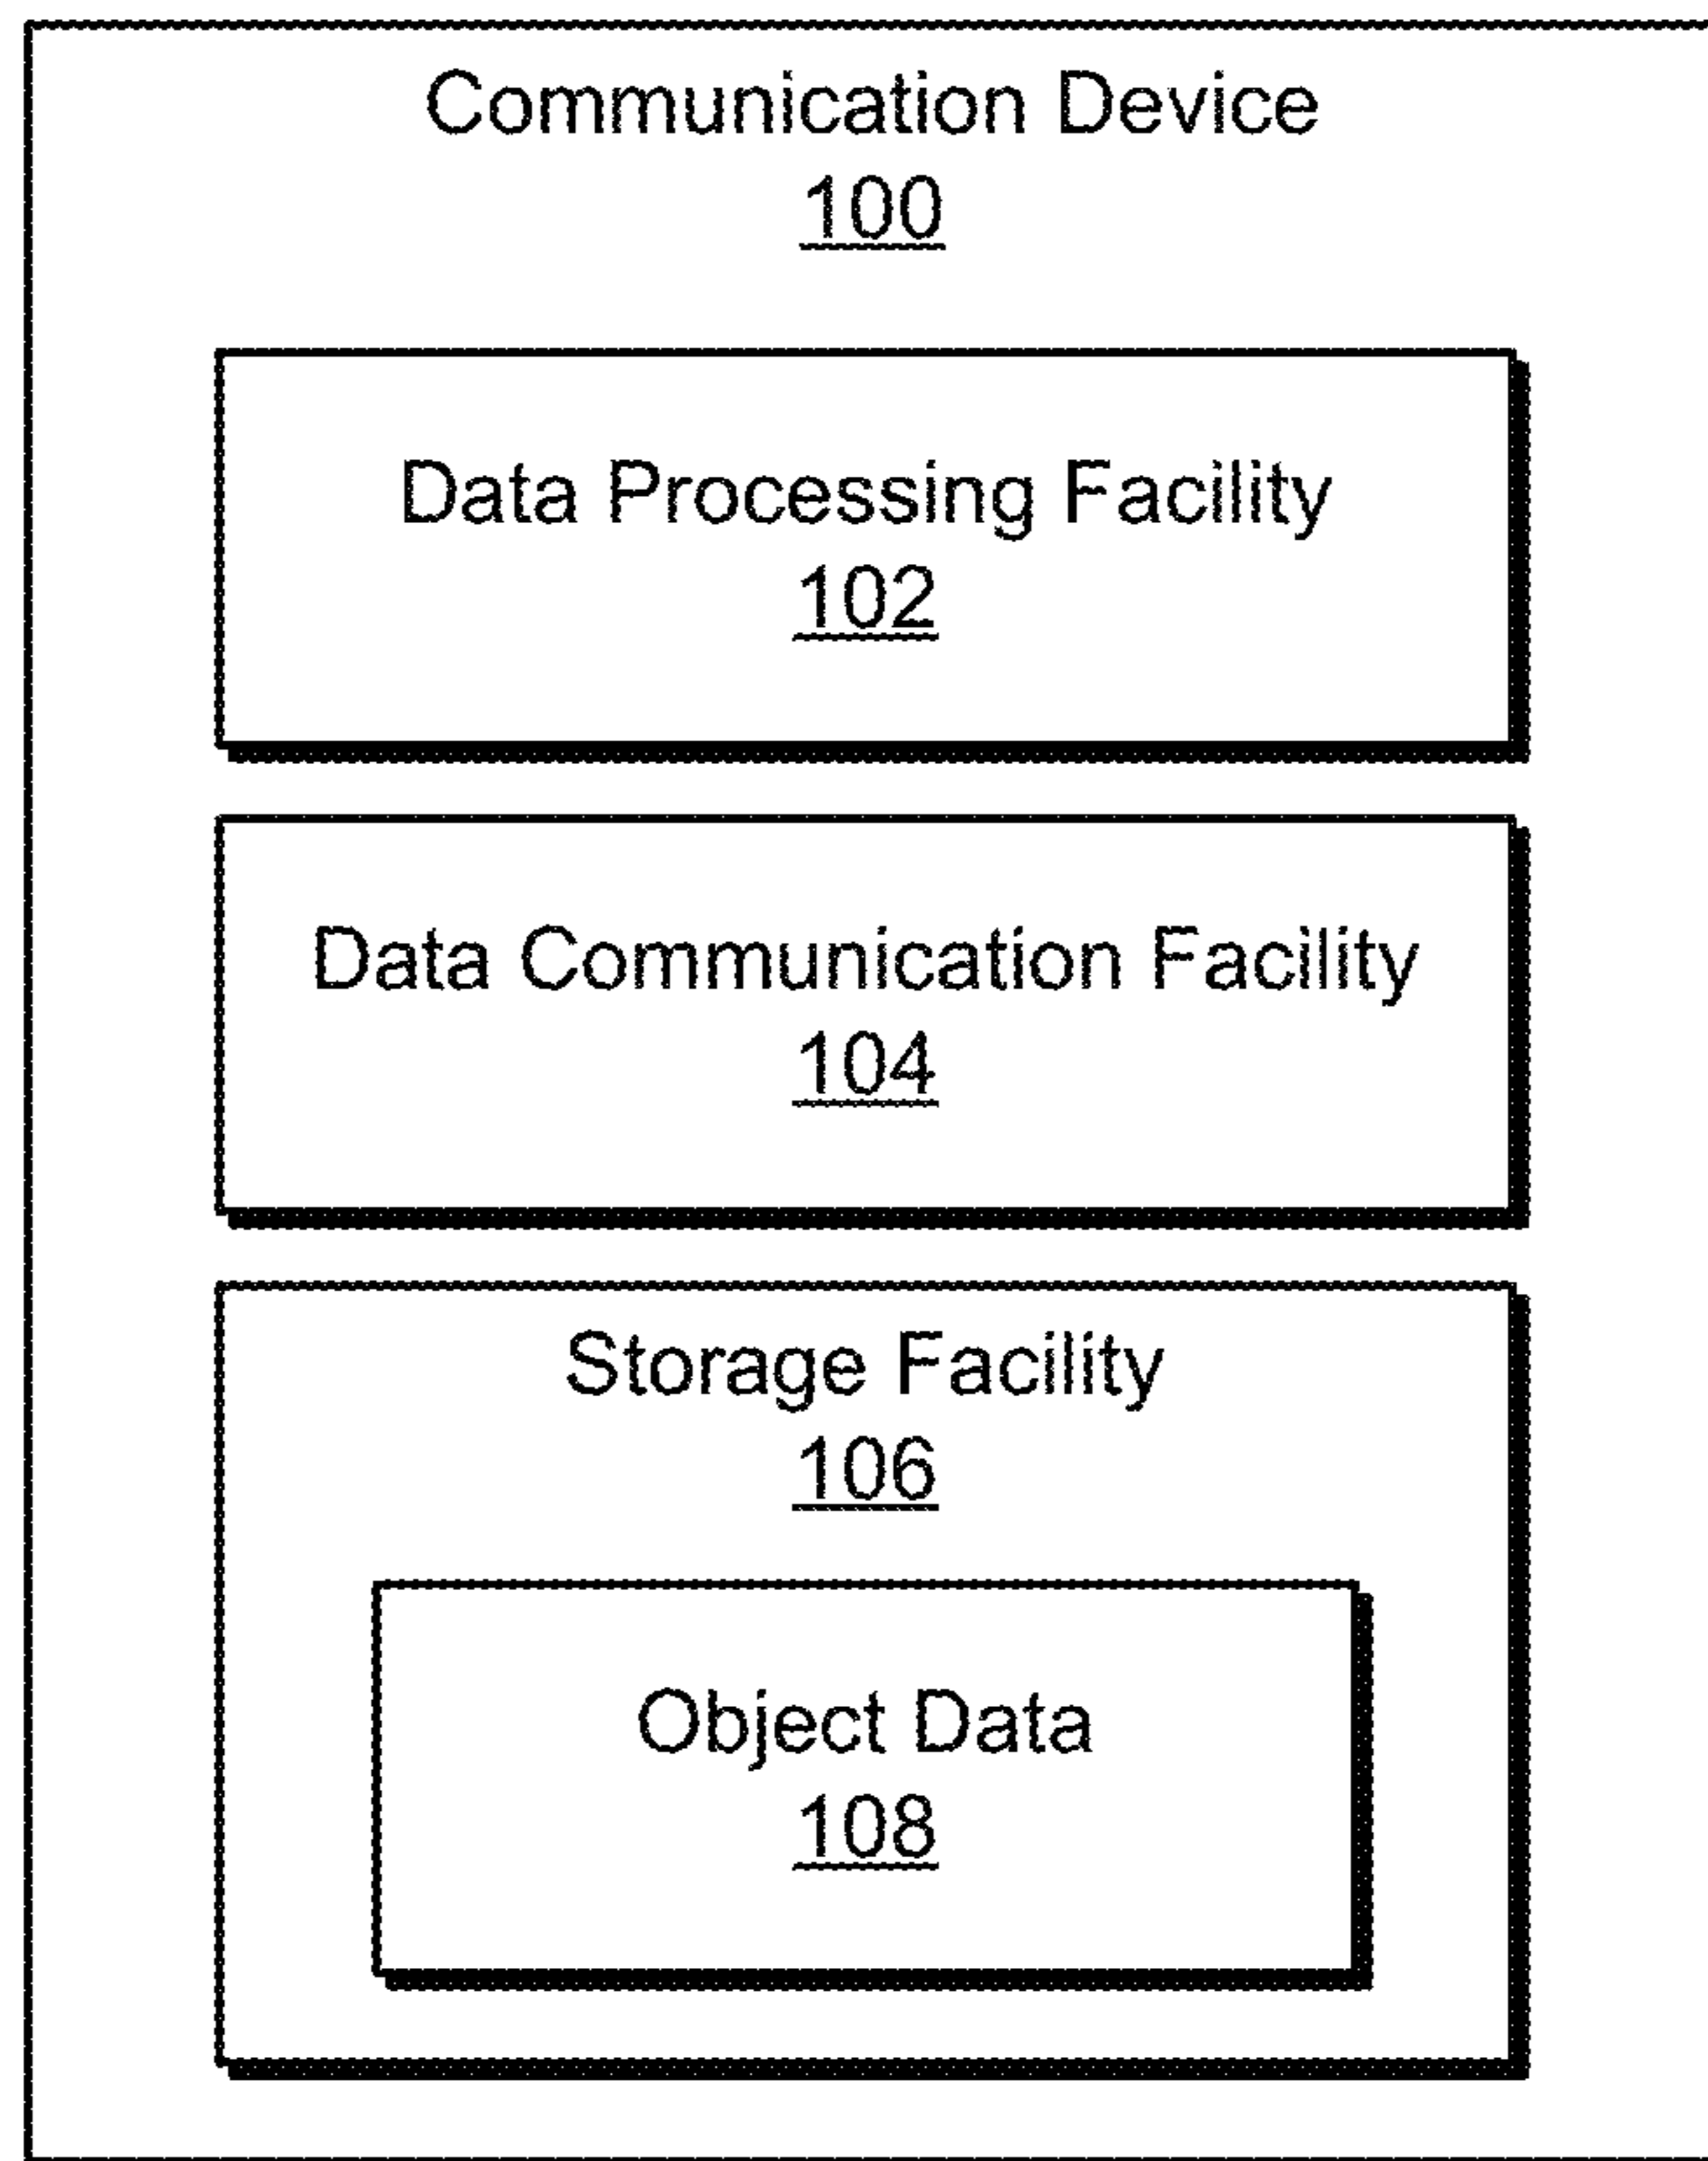 Communication Device
100
Data Processing Facility
102
Data Communication Facility
104
Storage Facility
106
Object Data
108